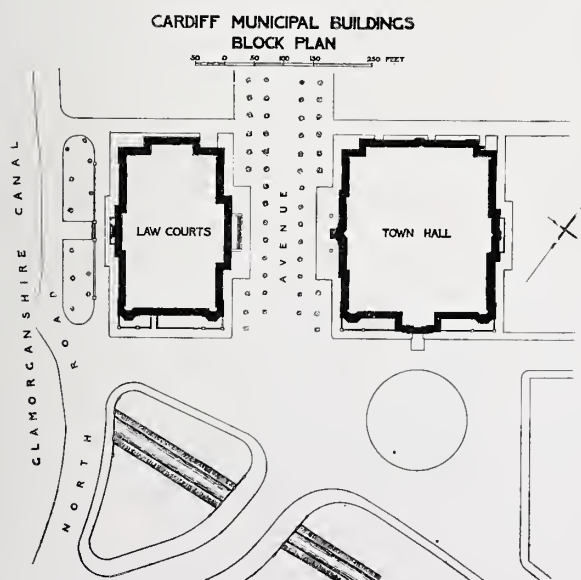 CARDIFF MUNICIPAL BUILDINGS
BLOCK PLAN
50 0 50 100 150 250 FEET
GLAMORGANSHIRE CANAL
NORTH ROAD
LAW COURTS
AVENUE
TOWN HALL